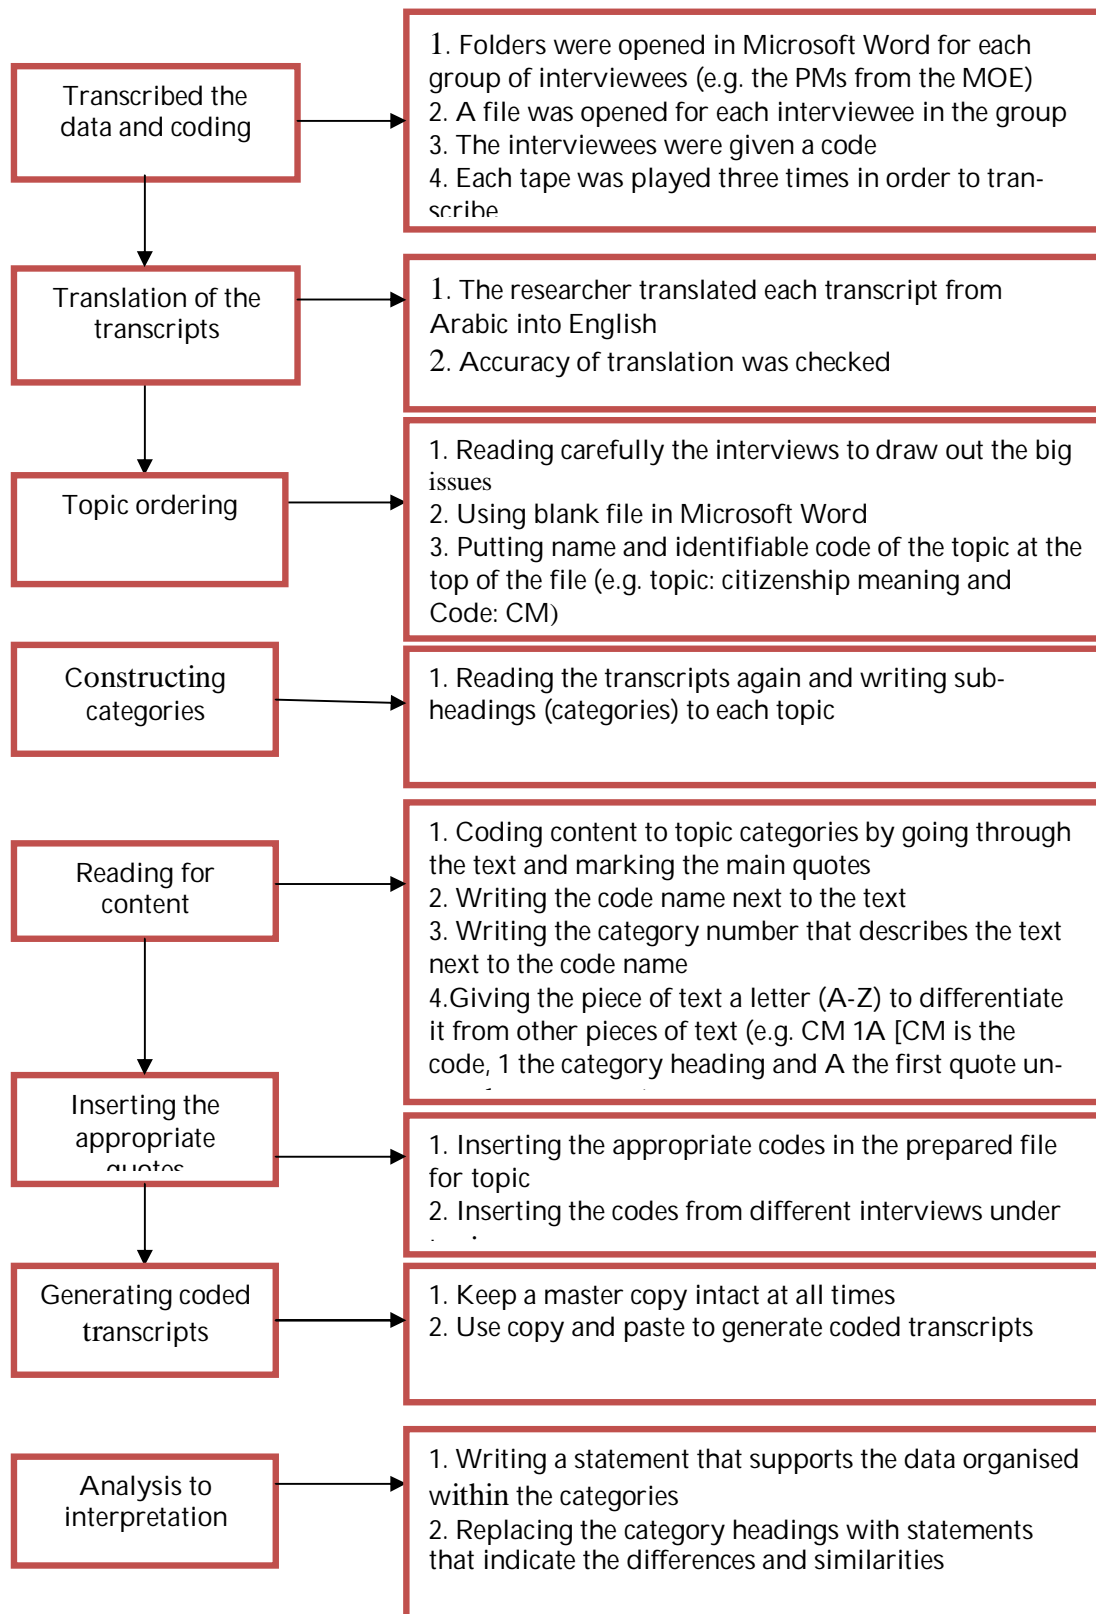 Transcribed the
data and coding
1. Folders were opened in Microsoft Word for each
group of interviewees (e.g. the PMs from the MOE)
2. A file was opened for each interviewee in the group
3. The interviewees were given a code
4. Each tape was played three times in order to tran-
scribe
Translation of the
transcripts
1. The researcher translated each transcript from
Arabic into English
2. Accuracy of translation was checked
Topic ordering
1. Reading carefully the interviews to draw out the big
issues
2. Using blank file in Microsoft Word
3. Putting name and identifiable code of the topic at the
top of the file (e.g. topic: citizenship meaning and
Code: CM)
Constructing
categories
1. Reading the transcripts again and writing sub-
headings (categories) to each topic
Reading for
content
1. Coding content to topic categories by going through
the text and marking the main quotes
2. Writing the code name next to the text
3. Writing the category number that describes the text
next to the code name
4.Giving the piece of text a letter (A-Z) to differentiate
it from other pieces of text (e.g. CM 1A [CM is the
code, 1 the category heading and A the first quote un-
Inserting the
appropriate
quotes
1. Inserting the appropriate codes in the prepared file
for topic
2. Inserting the codes from different interviews under
Generating coded
transcripts
1. Keep a master copy intact at all times
2. Use copy and paste to generate coded transcripts
Analysis to
interpretation
1. Writing a statement that supports the data organised
within the categories
2. Replacing the category headings with statements
that indicate the differences and similarities